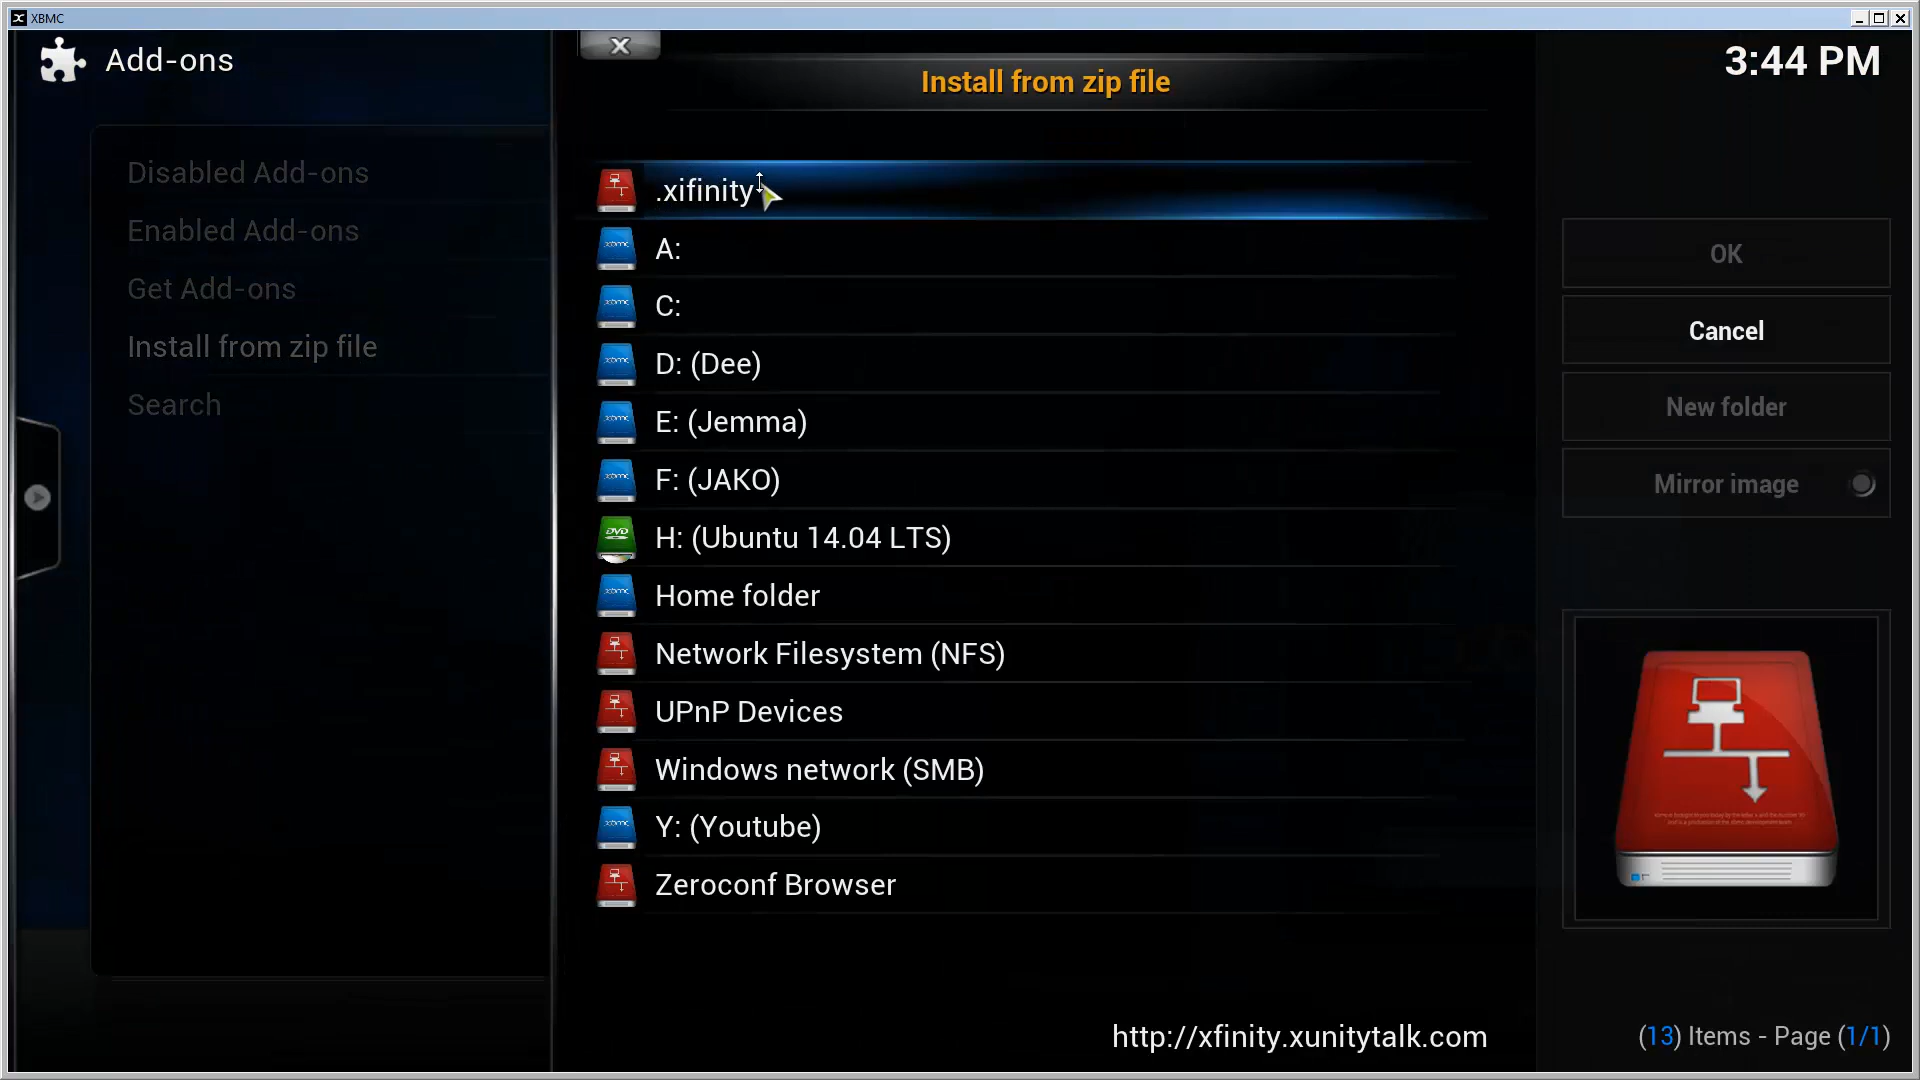 XBMC
Add-ons
3:44 PM
Install from zip file
Disabled Add-ons
Enabled Add-ons
Get Add-ons
Install from zip file
Search
.xifinity
A:
C:
D: (Dee)
E: (Jemma)
F: (JAKO)
DVD
H: (Ubuntu 14.04 LTS)
Home folder
Network Filesystem (NFS)
UPnP Devices
Windows network (SMB)
Y: (Youtube)
Zeroconf Browser
OK
Cancel
New folder
Mirror image
http://xfinity.xunitytalk.com
(13) Items - Page (1/1)